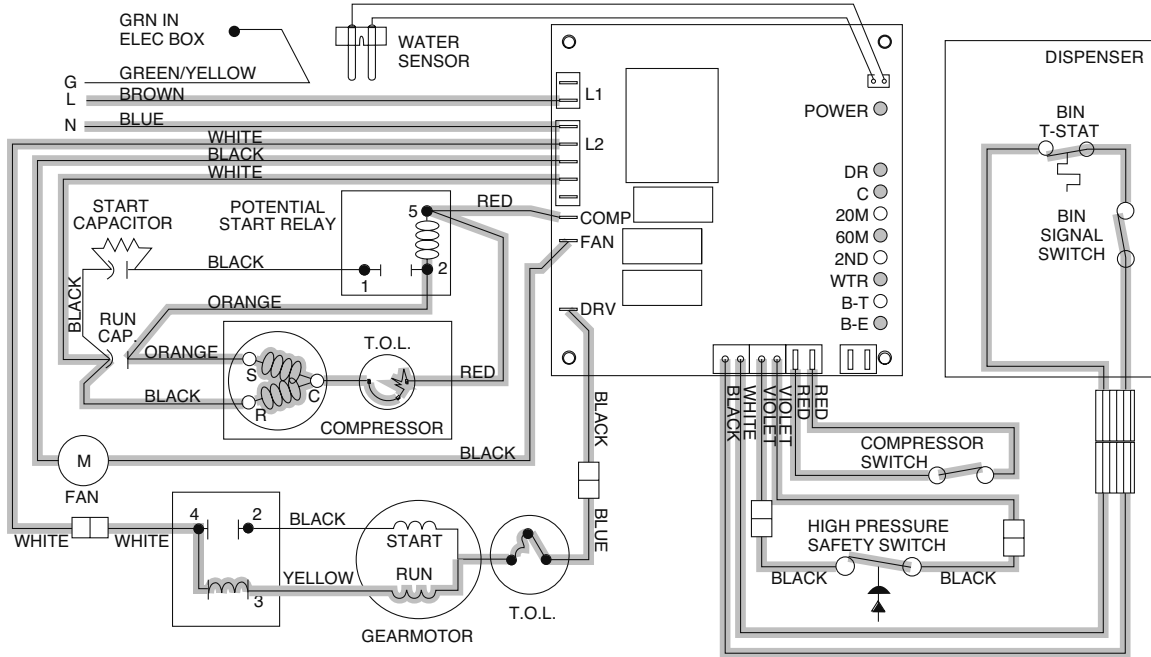 GRN IN
ELEC BOX
WATER
SENSOR
DISPENSER
G GREEN/YELLOW
L BROWN
L1
POWER
N BLUE
WHITE
L2
BLACK
WHITE
BIN
T-STAT
DR
C
20M
60M
2ND
WTR
B-T
B-E
BIN
SIGNAL
SWITCH
START
CAPACITOR
POTENTIAL
START RELAY
5
RED
COMP
FAN
BLACK
1
2
DRV
ORANGE
BLACK
RUN
CAP.
ORANGE
S
T.O.L.
C
RED
BLACK
R
COMPRESSOR
BLACK
BLACK
WHITE
VIOLET
VIOLET
RED
RED
COMPRESSOR
SWITCH
M
FAN
BLACK
4
2
BLACK
START
BLUE
HIGH PRESSURE
SAFETY SWITCH
WHITE
WHITE
YELLOW
RUN
3
BLACK
BLACK
T.O.L.
GEARMOTOR